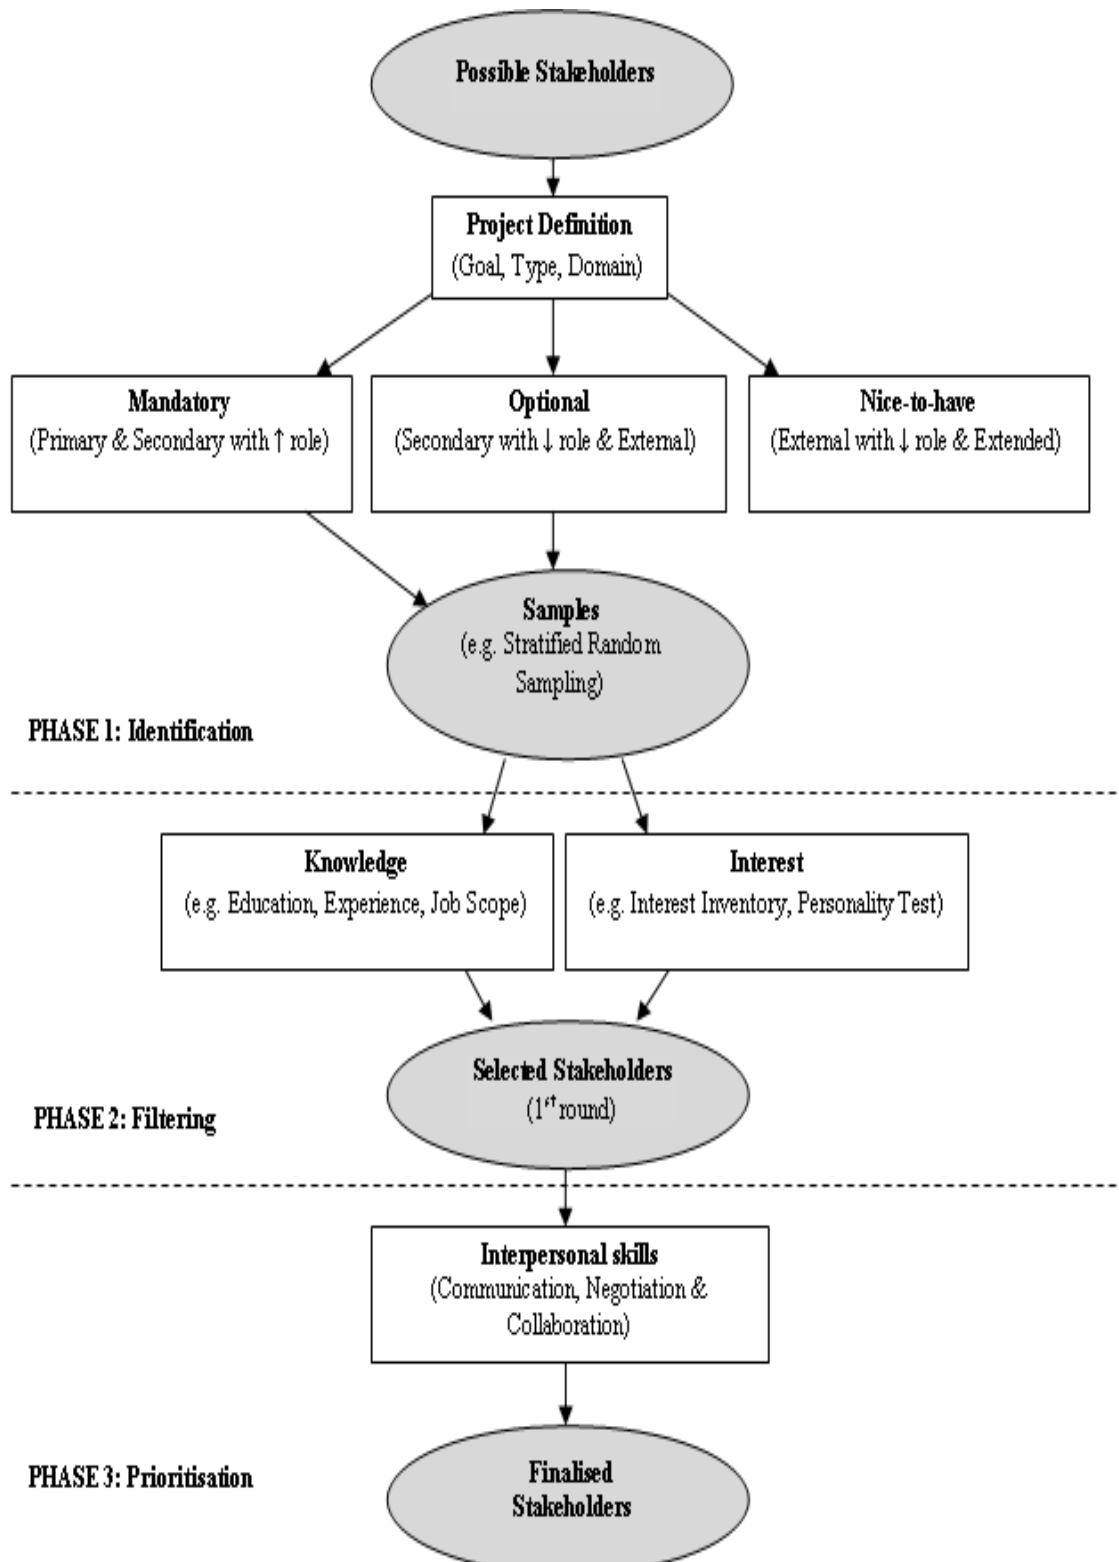 Possible Stakeholders
Project Definition
(Goal, Type, Domain)
Mandatory
(Primary & Secondary with ↑ role)
Optional
(Secondary with ↓ role & External)
Nice-to-have
(External with ↓ role & Extended)
Samples
(e.g. Stratified Random
Sampling)
PHASE 1: Identification
Knowledge
(e.g. Education, Experience, Job Scope)
Interest
(e.g. Interest Inventory, Personality Test)
Selected Stakeholders
(1st round)
PHASE 2: Filtering
Interpersonal skills
(Communication, Negotiation &
Collaboration)
PHASE 3: Prioritisation
Finalised
Stakeholders